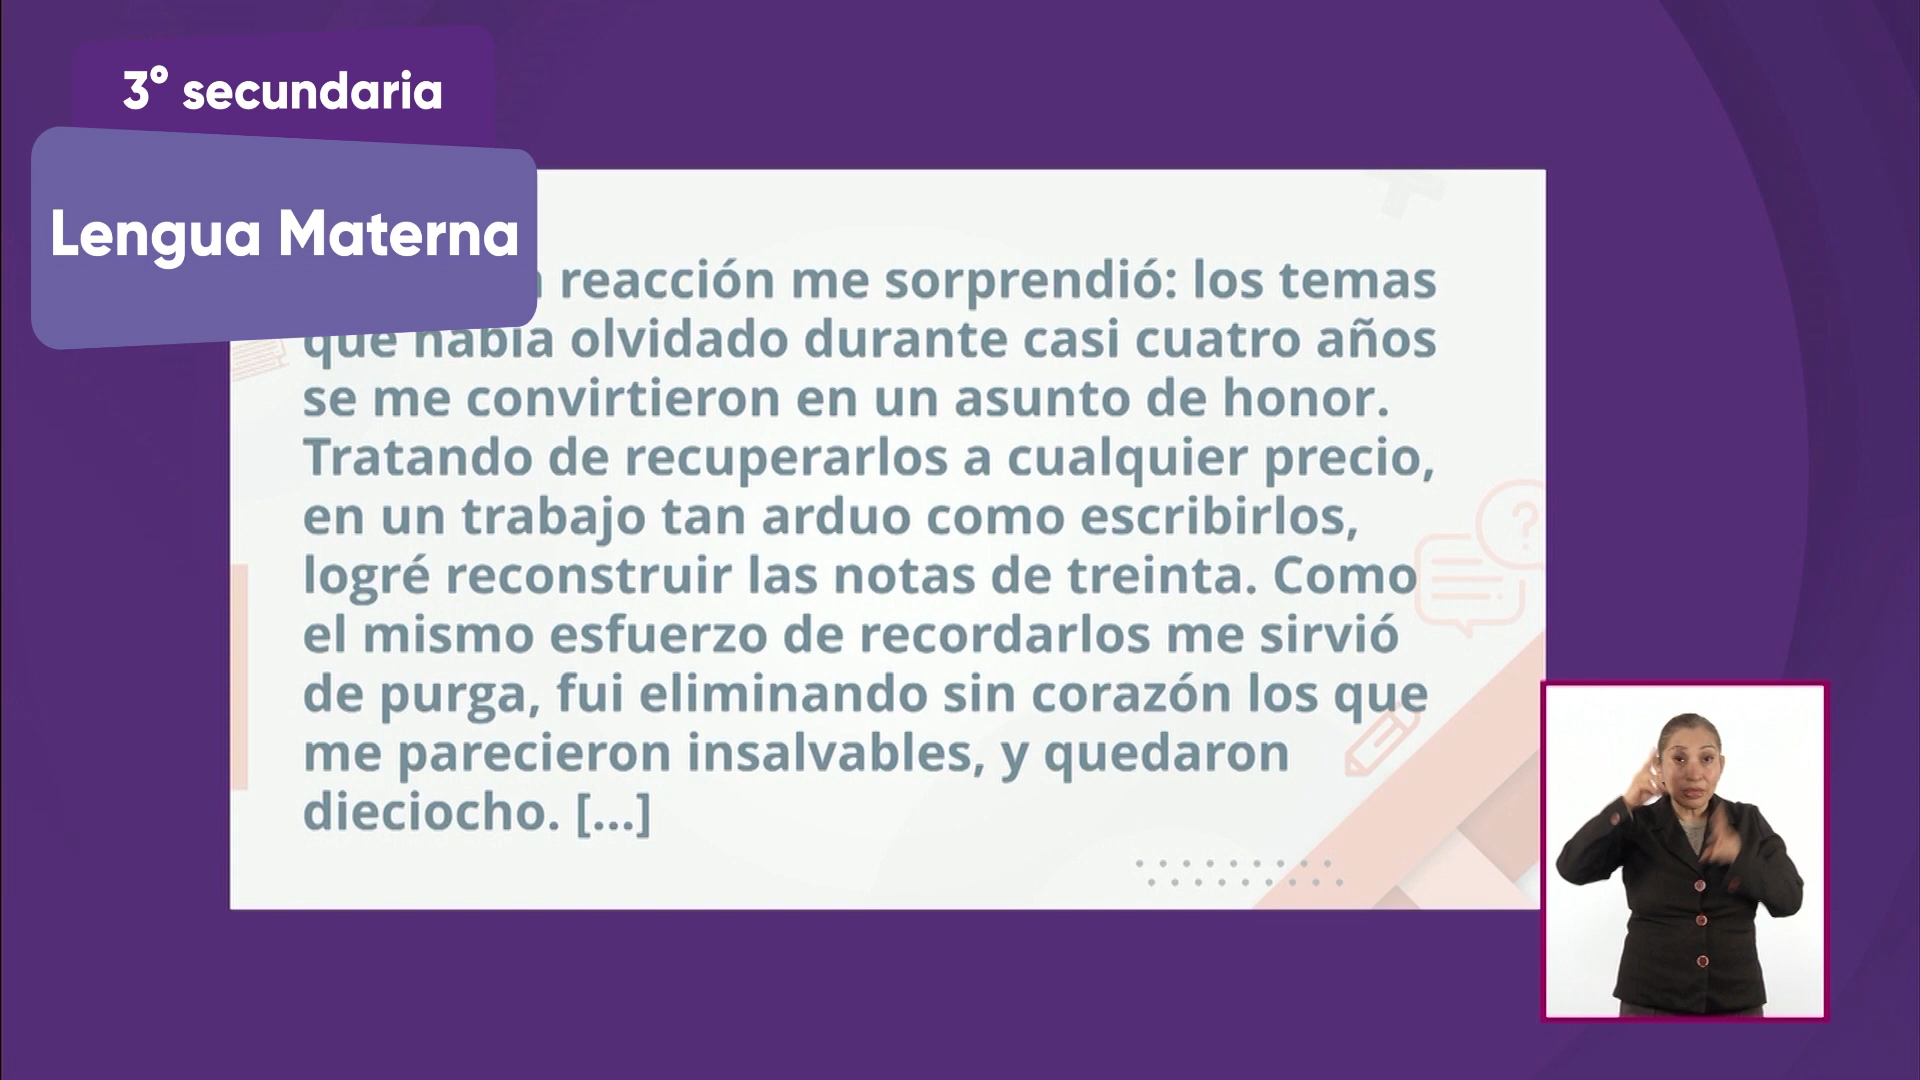 3° secundaria
Lengua Materna
reacción me sorprendió: los temas
que había olvidado durante casi cuatro años
se me convirtieron en un asunto de honor.
Tratando de recuperarlos a cualquier precio,
en un trabajo tan arduo como escribirlos,
logré reconstruir las notas de treinta. Como
el mismo esfuerzo de recordarlos me sirvió
de purga, fui eliminando sin corazón los que
me parecieron insalvables, y quedaron
dieciocho. [...]